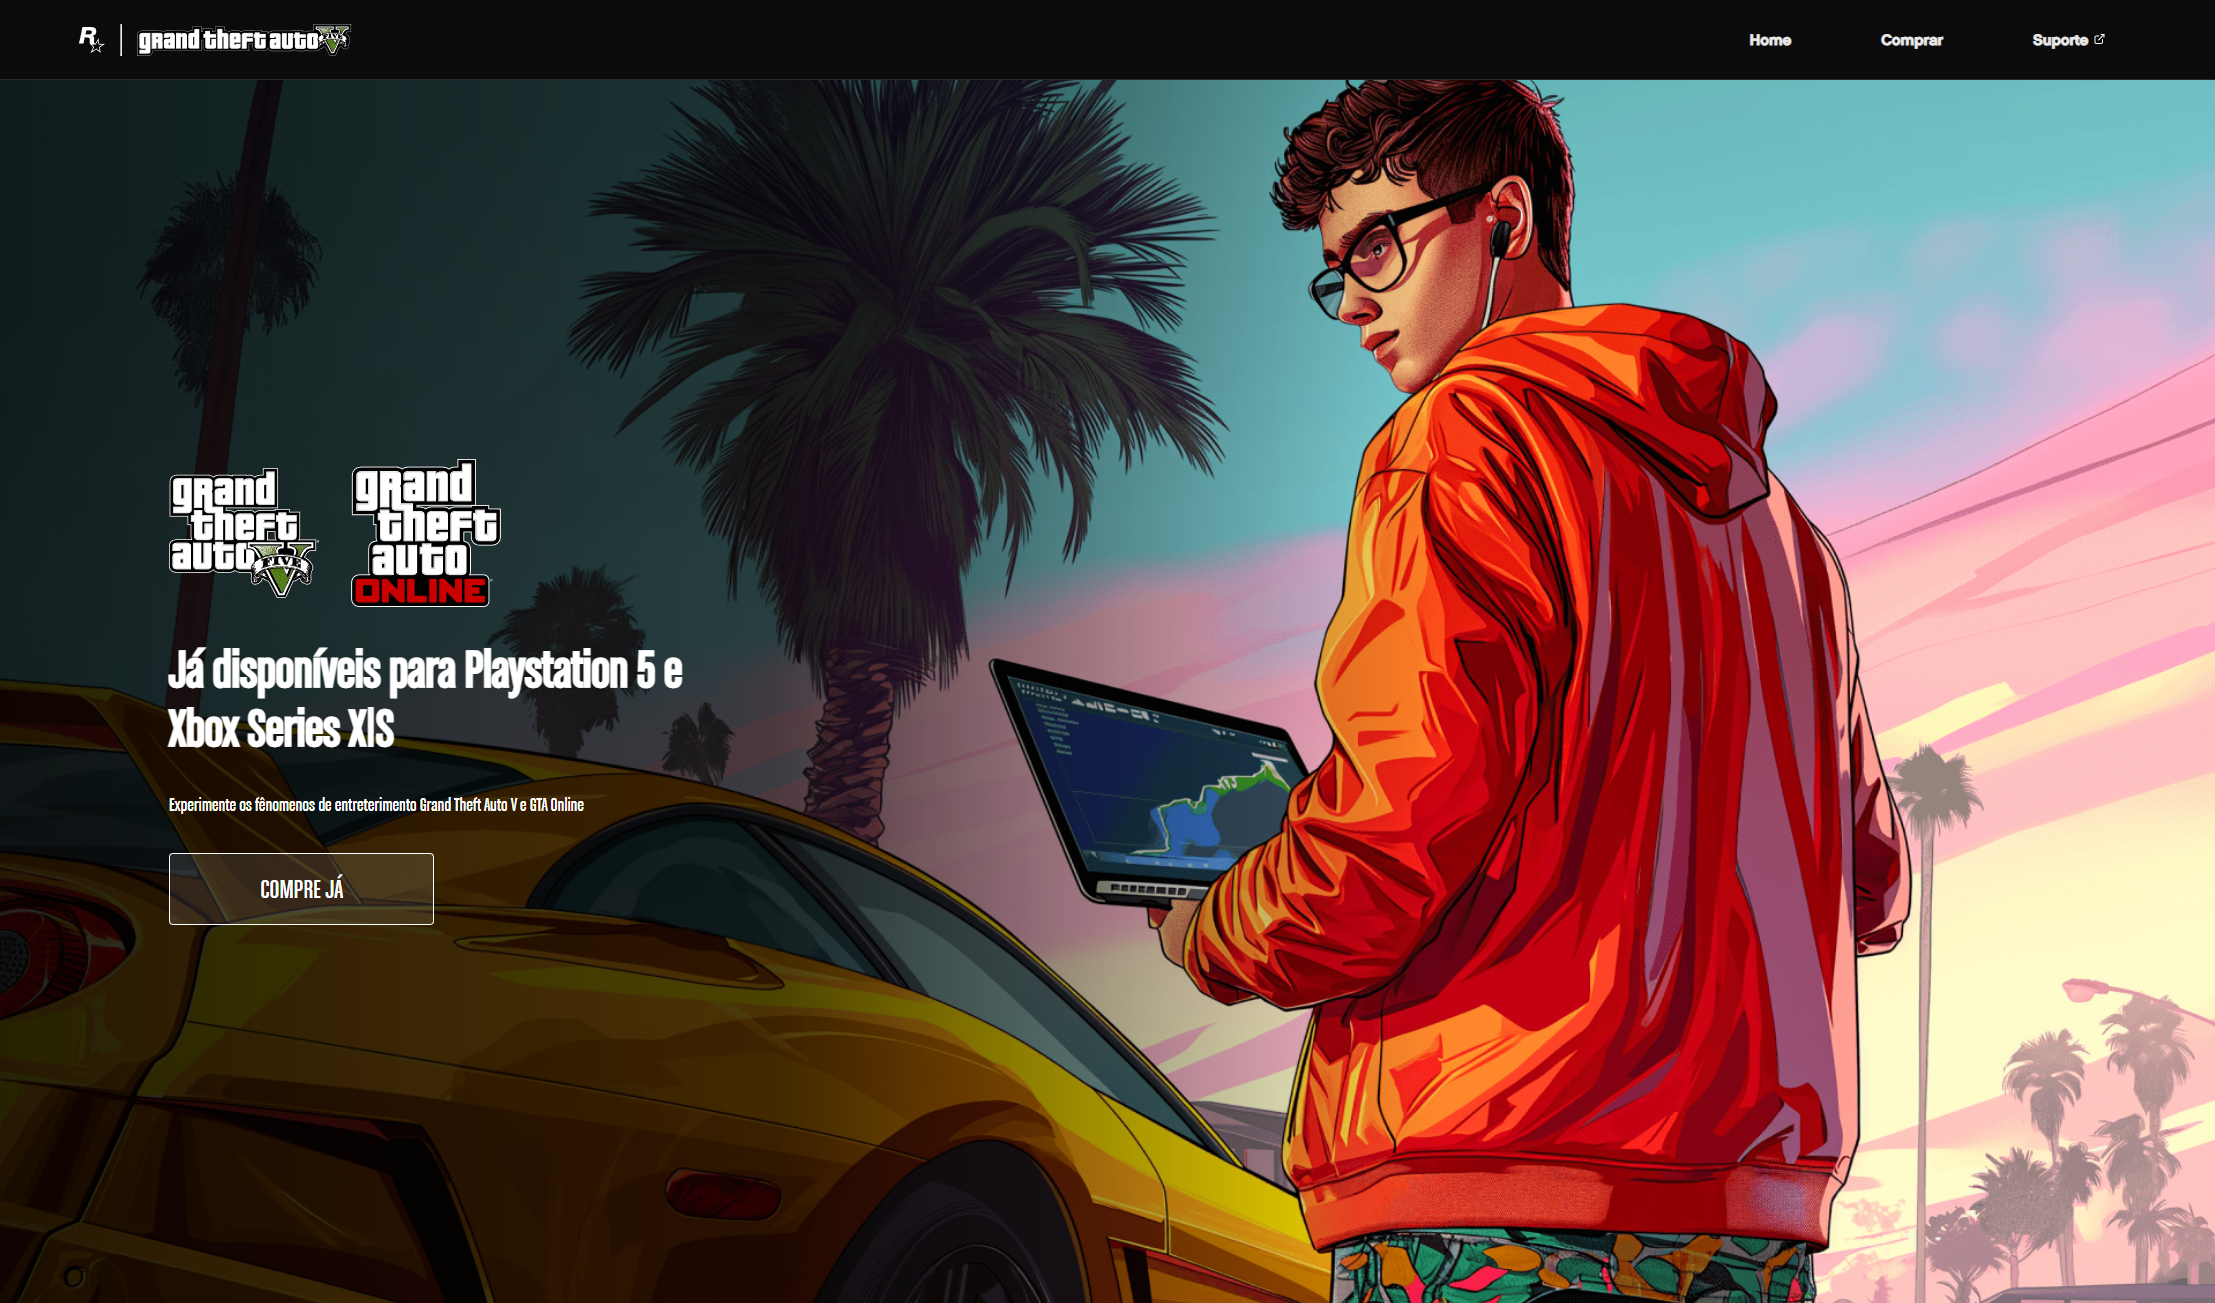 R
grand theft auto V
FIVE
Home
Comprar
Suporte
grand
theft
auto V
FIVE
grand
theft
auto
ONLINE
Já disponíveis para Playstation 5 e
Xbox Series X|S
Experimente os fênomenos de entreterimento Grand Theft Auto V e GTA Online
COMPRE JÁ